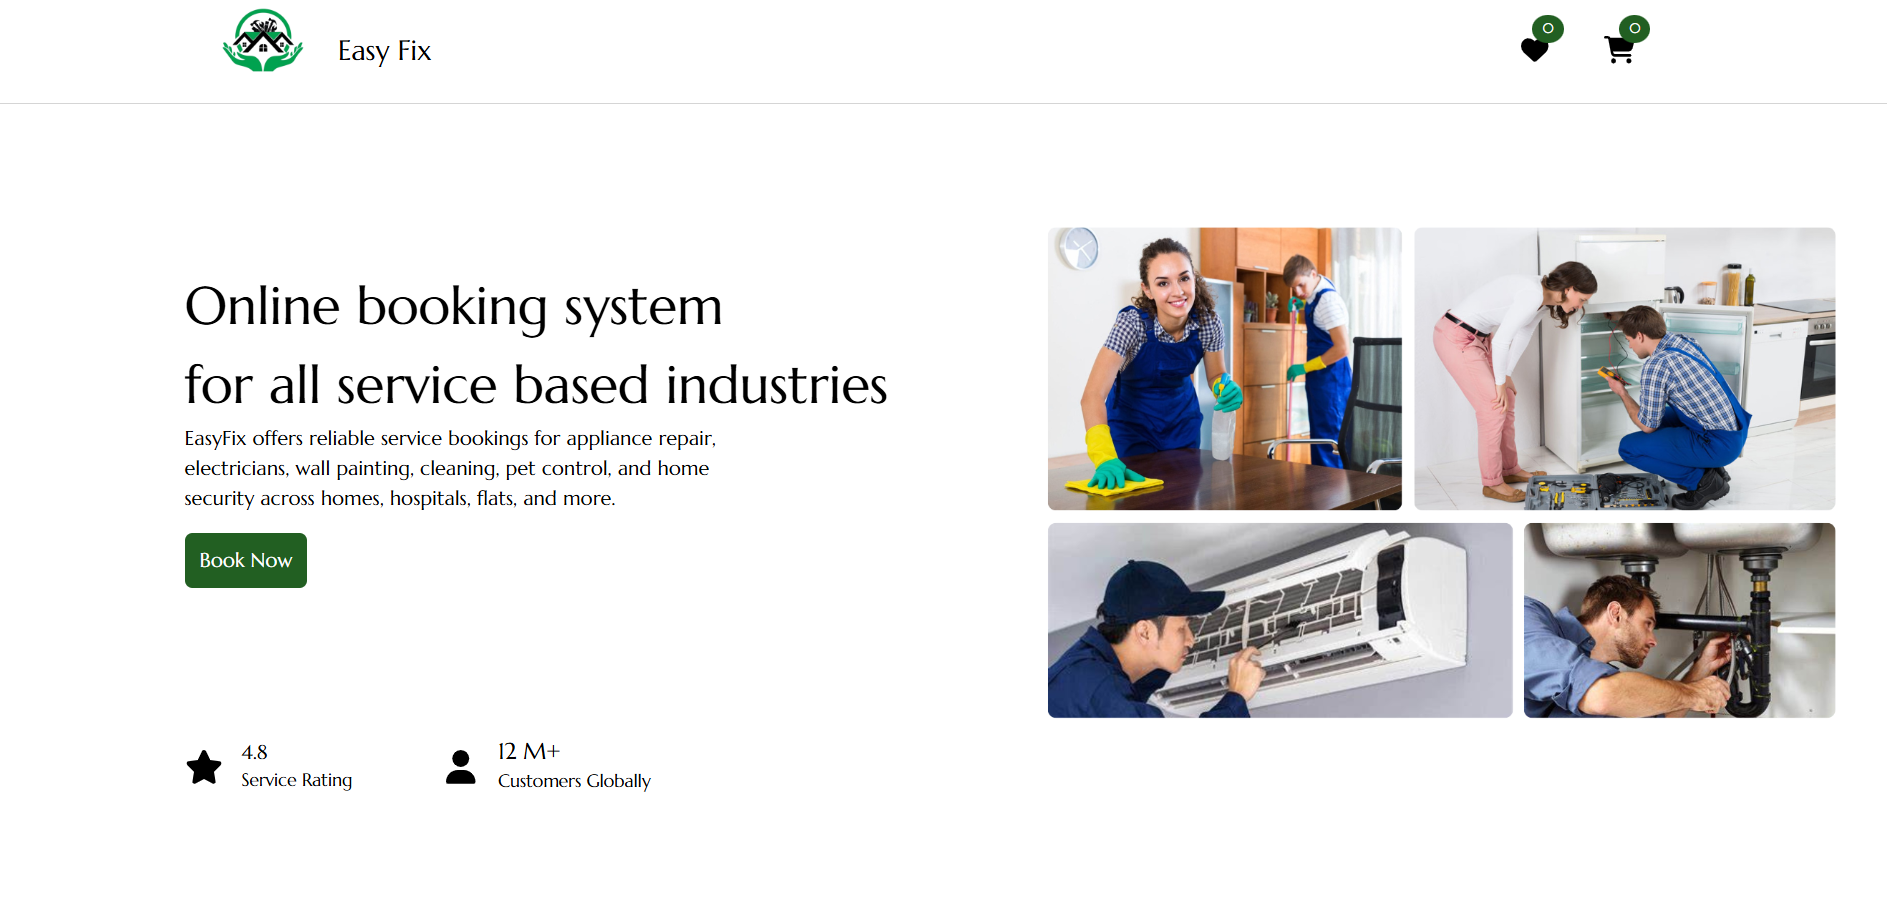 Easy Fix
0
0
Online booking system
for all service based industries
EasyFix offers reliable service bookings for appliance repair,
electricians, wall painting, cleaning, pet control, and home
security across homes, hospitals, flats, and more.
Book Now
4.8
Service Rating
12 M+
Customers Globally